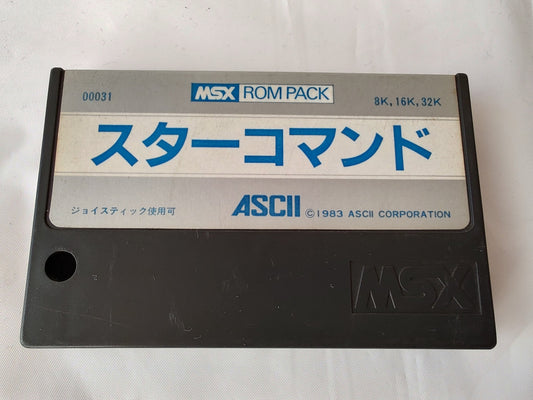 00031
MSX ROM PACK
8K, 16K, 32K
スターコマンド
ジョイスティック使用可
ASCII ©1983 ASCII CORPORATION
MSX